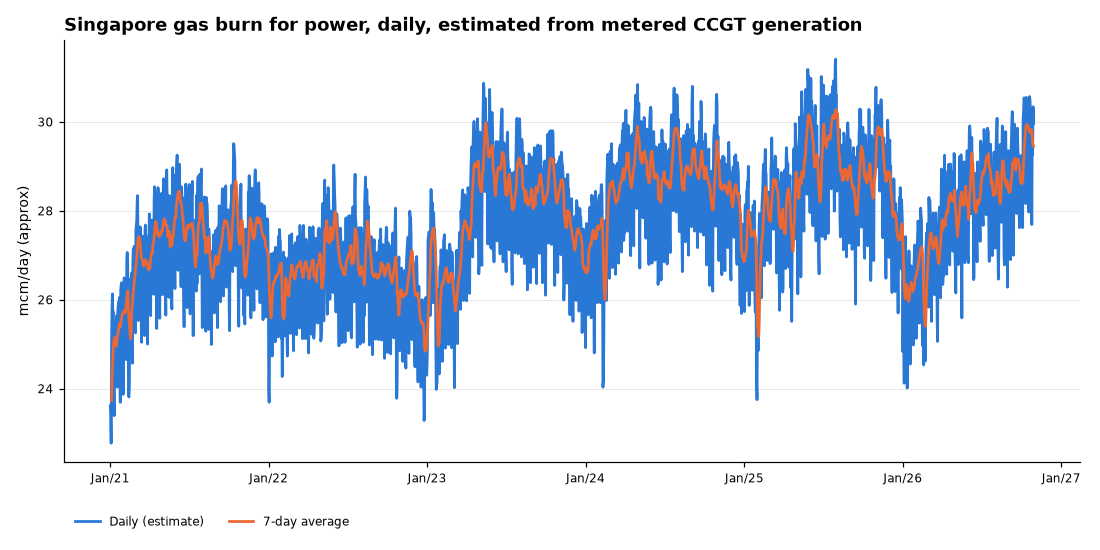 Singapore gas burn for power, daily, estimated from metered CCGT generation
mcm/day (approx)
30
28
26
24
Jan/21 Jan/22 Jan/23 Jan/24 Jan/25 Jan/26 Jan/27
Daily (estimate) 7-day average